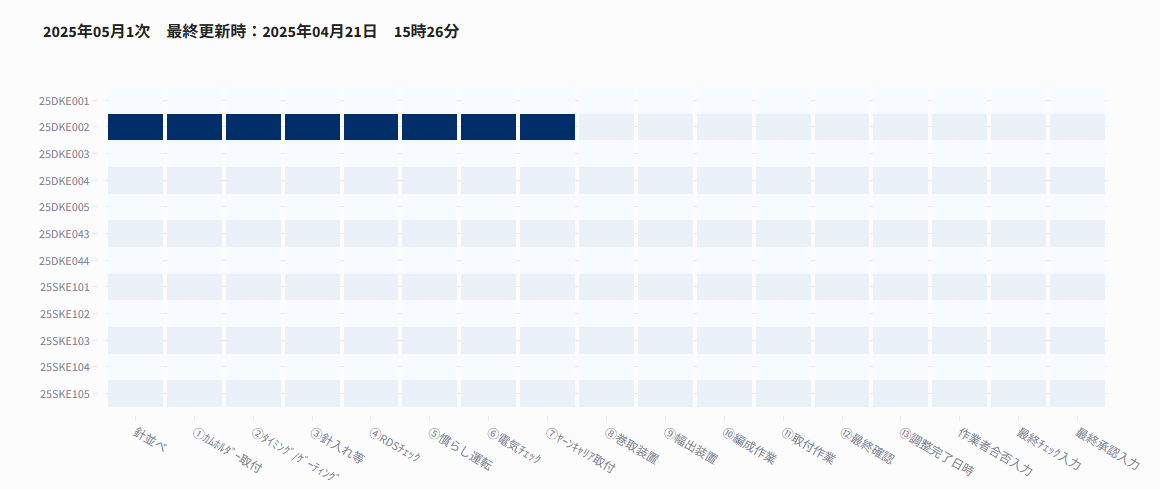 2025年05月1次　最終更新時：2025年04月21日　15時26分
25DKE001
25DKE002
25DKE003
25DKE004
25DKE005
25DKE043
25DKE044
25SKE101
25SKE102
25SKE103
25SKE104
25SKE105
針並べ
①ｶﾑﾎﾙﾀﾞｰ取付
②ﾀｲﾐﾝｸﾞ/ｹﾞｰティﾝｸﾞ
③針入れ等
④RDSﾁｪｯｸ
⑤慣らし運転
⑥電気ﾁｪｯｸ
⑦ﾔｰﾝｷｬﾘｱ取付
⑧巻取装置
⑨幅出装置
⑩編成作業
⑪取付作業
⑫最終確認
⑬調整完了日時
作業者合否入力
最終ﾁｪｯｸ入力
最終承認入力